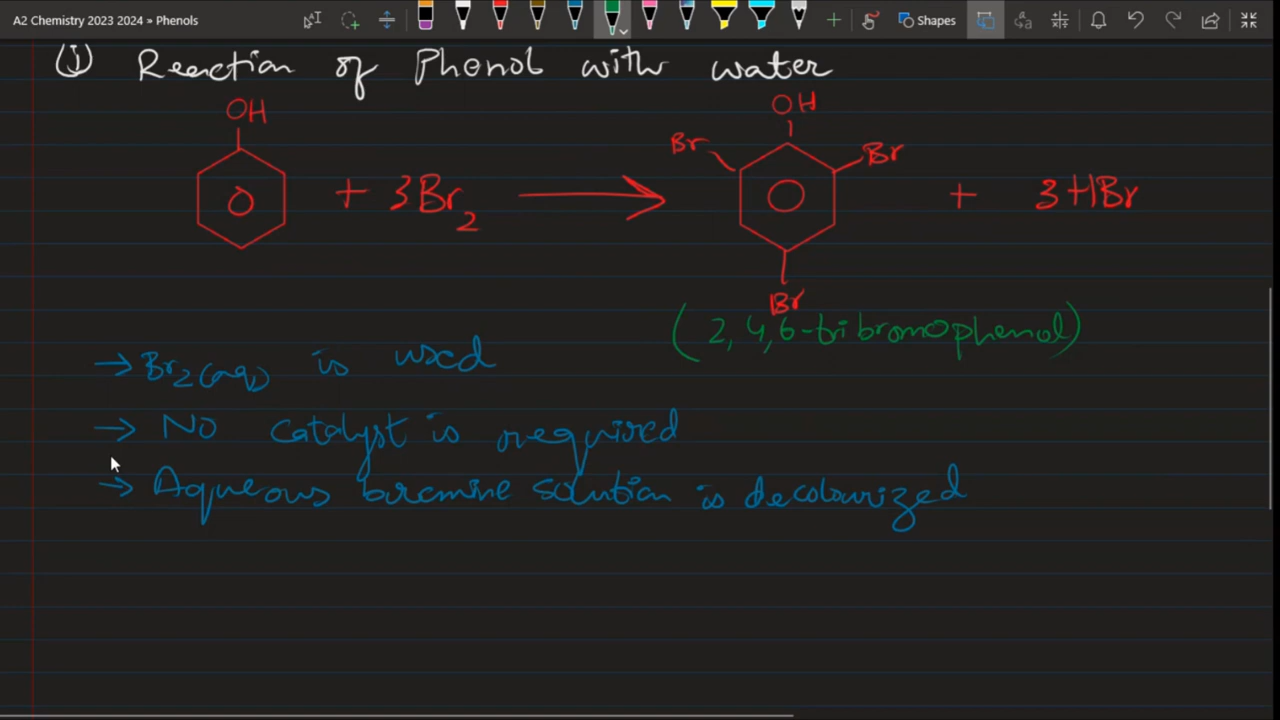 A2 Chemistry 2023 2024 » Phenols
Shapes
(i) Reaction of Phenol with water
OH
OH
Br
Br
+ 3Br2
+ 3HBr
Br
(2,4,6-tribromophenol)
→ Br2(aq) is used
→ No catalyst is required
→ Aqueous bromine solution is decolourized